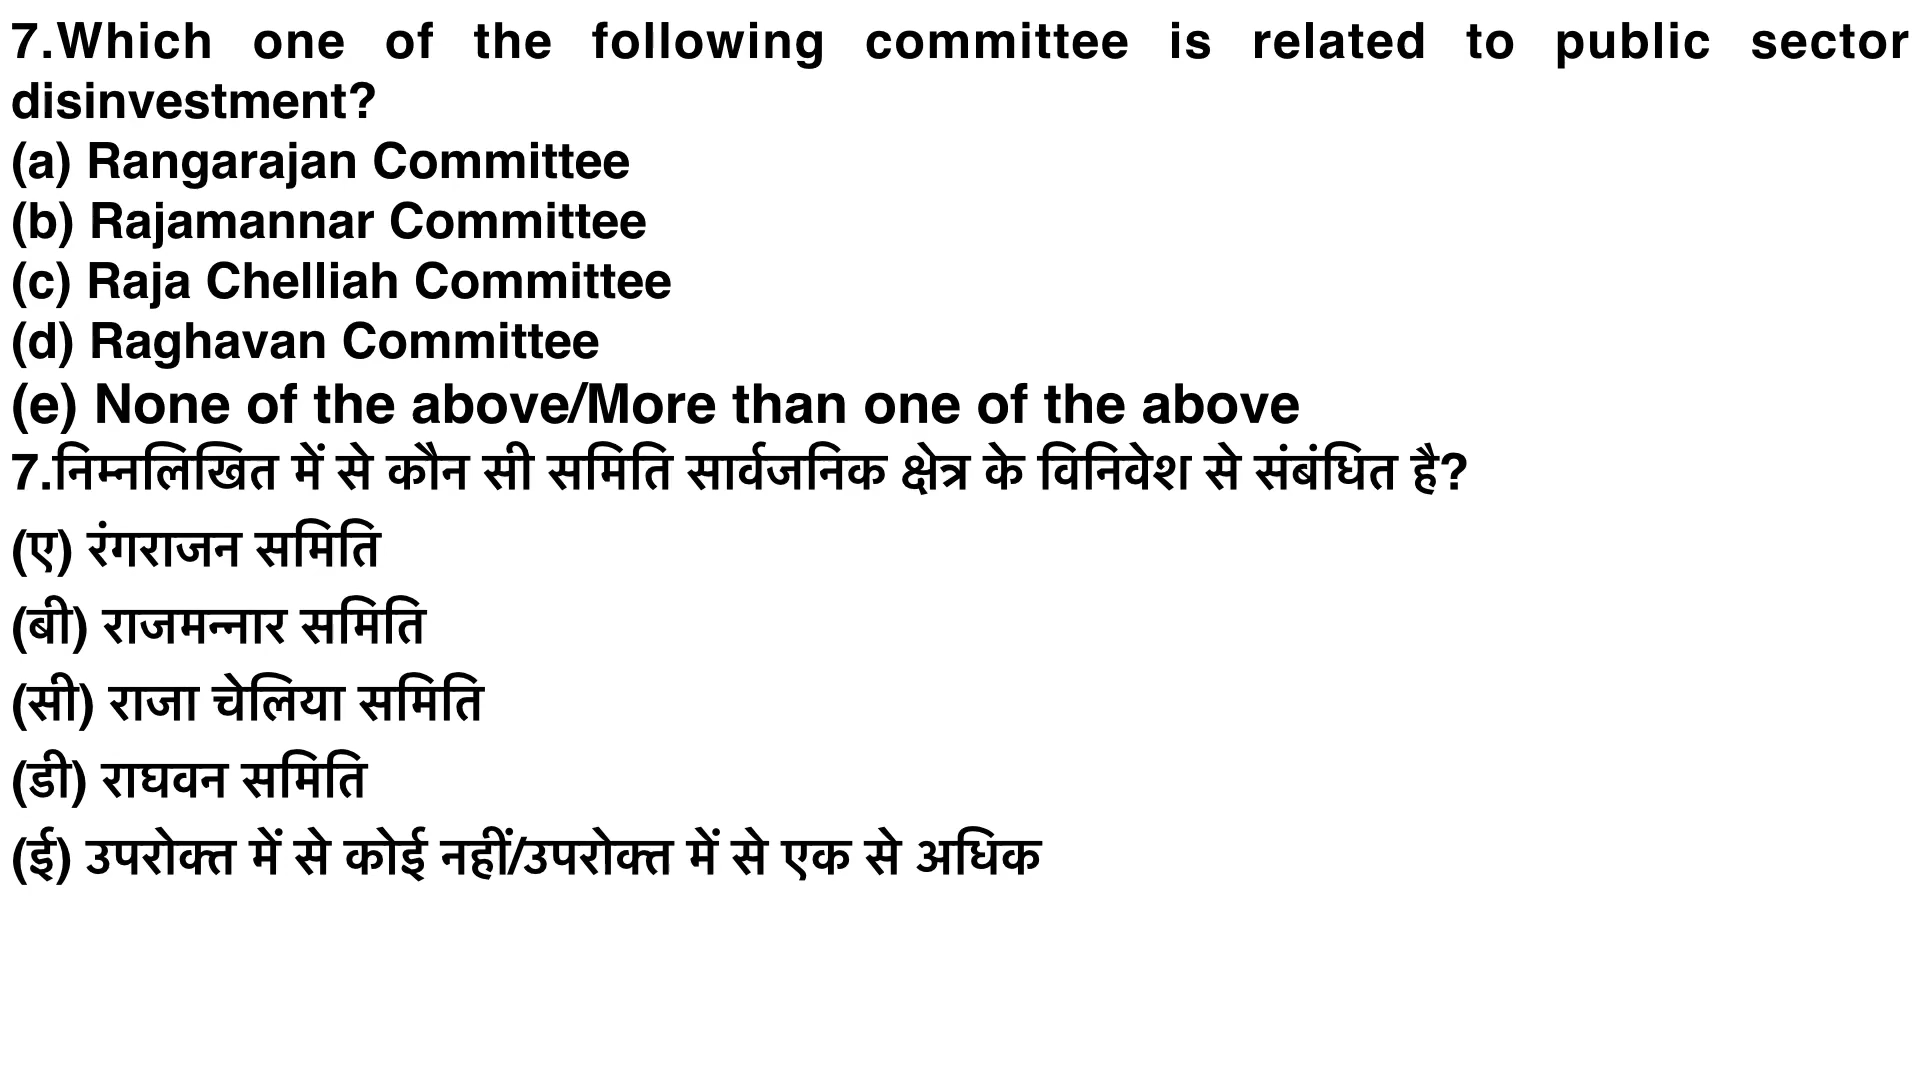 7.Which one of the following committee is related to public sector
disinvestment?
(a) Rangarajan Committee
(b) Rajamannar Committee
(c) Raja Chelliah Committee
(d) Raghavan Committee
(e) None of the above/More than one of the above
7.निम्नलिखित में से कौन सी समिति सार्वजनिक क्षेत्र के विनिवेश से संबंधित है?
(ए) रंगराजन समिति
(बी) राजमन्नार समिति
(सी) राजा चेलिया समिति
(डी) राघवन समिति
(ई) उपरोक्त में से कोई नहीं/उपरोक्त में से एक से अधिक